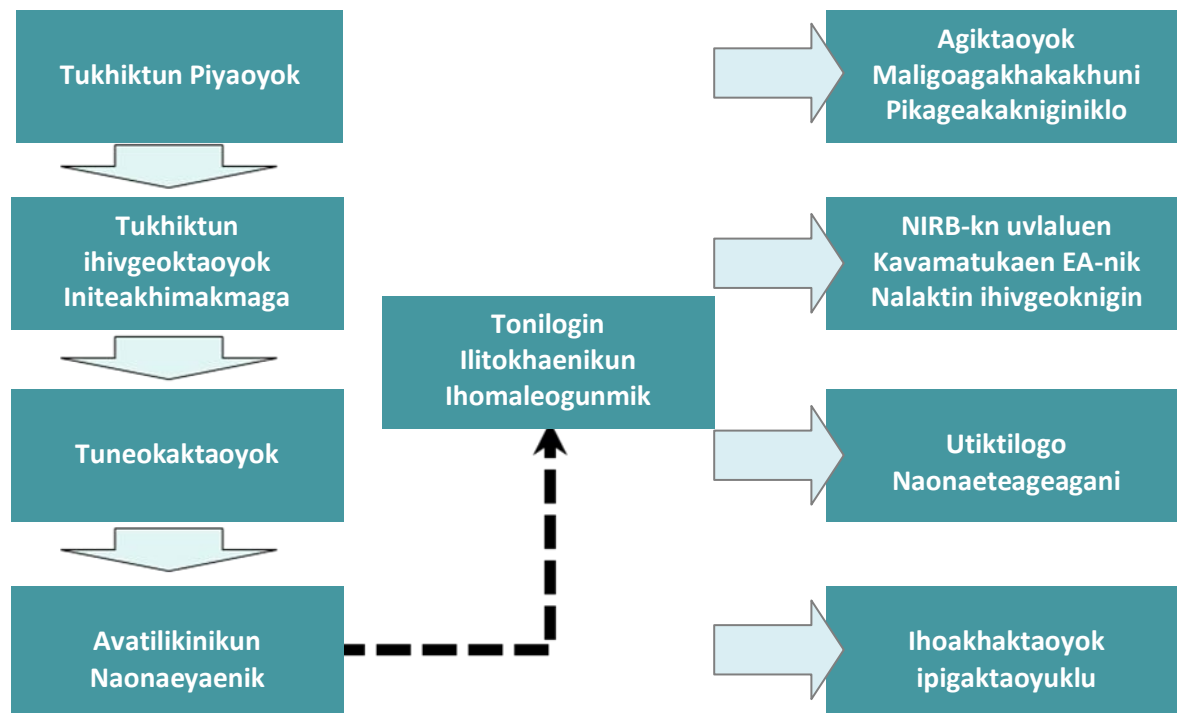 Tukhiktun Piyaoyok
Tukhiktun
ihivgeoktaoyok
Initeakhimakmaga
Tuneokaktaoyok
Avatilikinikun
Naonaeyaenik
Tonilogin
Ilitokhaenikun
Ihomaleogunmik
Agiktaoyok
Maligoagakhakakhuni
Pikageakakniginiklo
NIRB-kn uvlaluen
Kavamatukaen EA-nik
Nalaktin ihivgeoknigin
Utiktilogo
Naonaeteageagani
Ihoakhaktaoyok
ipigaktaoyuklu